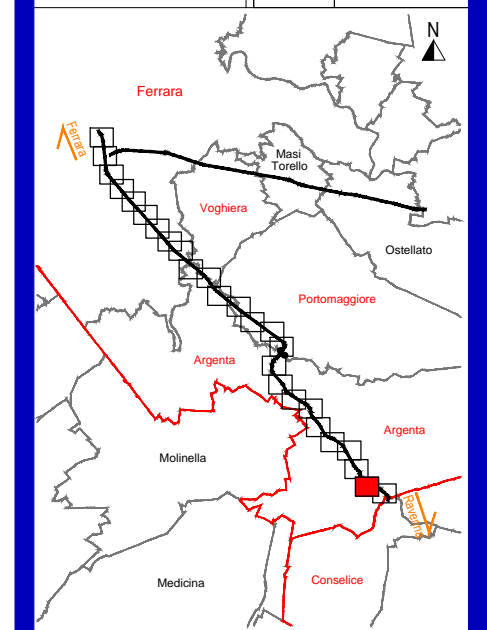 N
Ferrara
Ferrara
Masi
Torello
Voghiera
Ostellato
Portomaggiore
Argenta
Argenta
Molinella
Ravenna
Medicina
Conselice